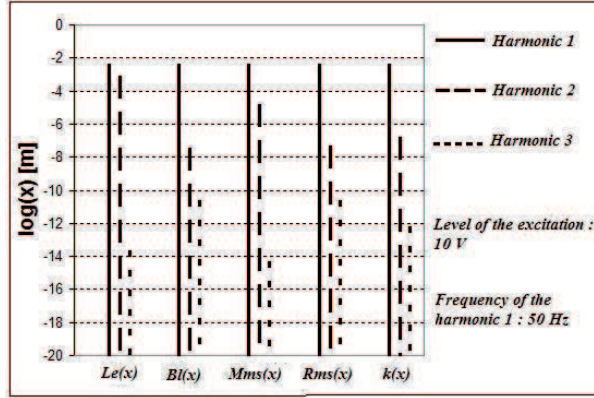 0
-2
-4
-6
-8
-10
-12
-14
-16
-18
-20
log(x) [m]
Le(x) Bl(x) Mms(x) Rms(x) k(x)
Harmonic 1
Harmonic 2
Harmonic 3
Level of the excitation :
10 V
Frequency of the
harmonic 1 : 50 Hz